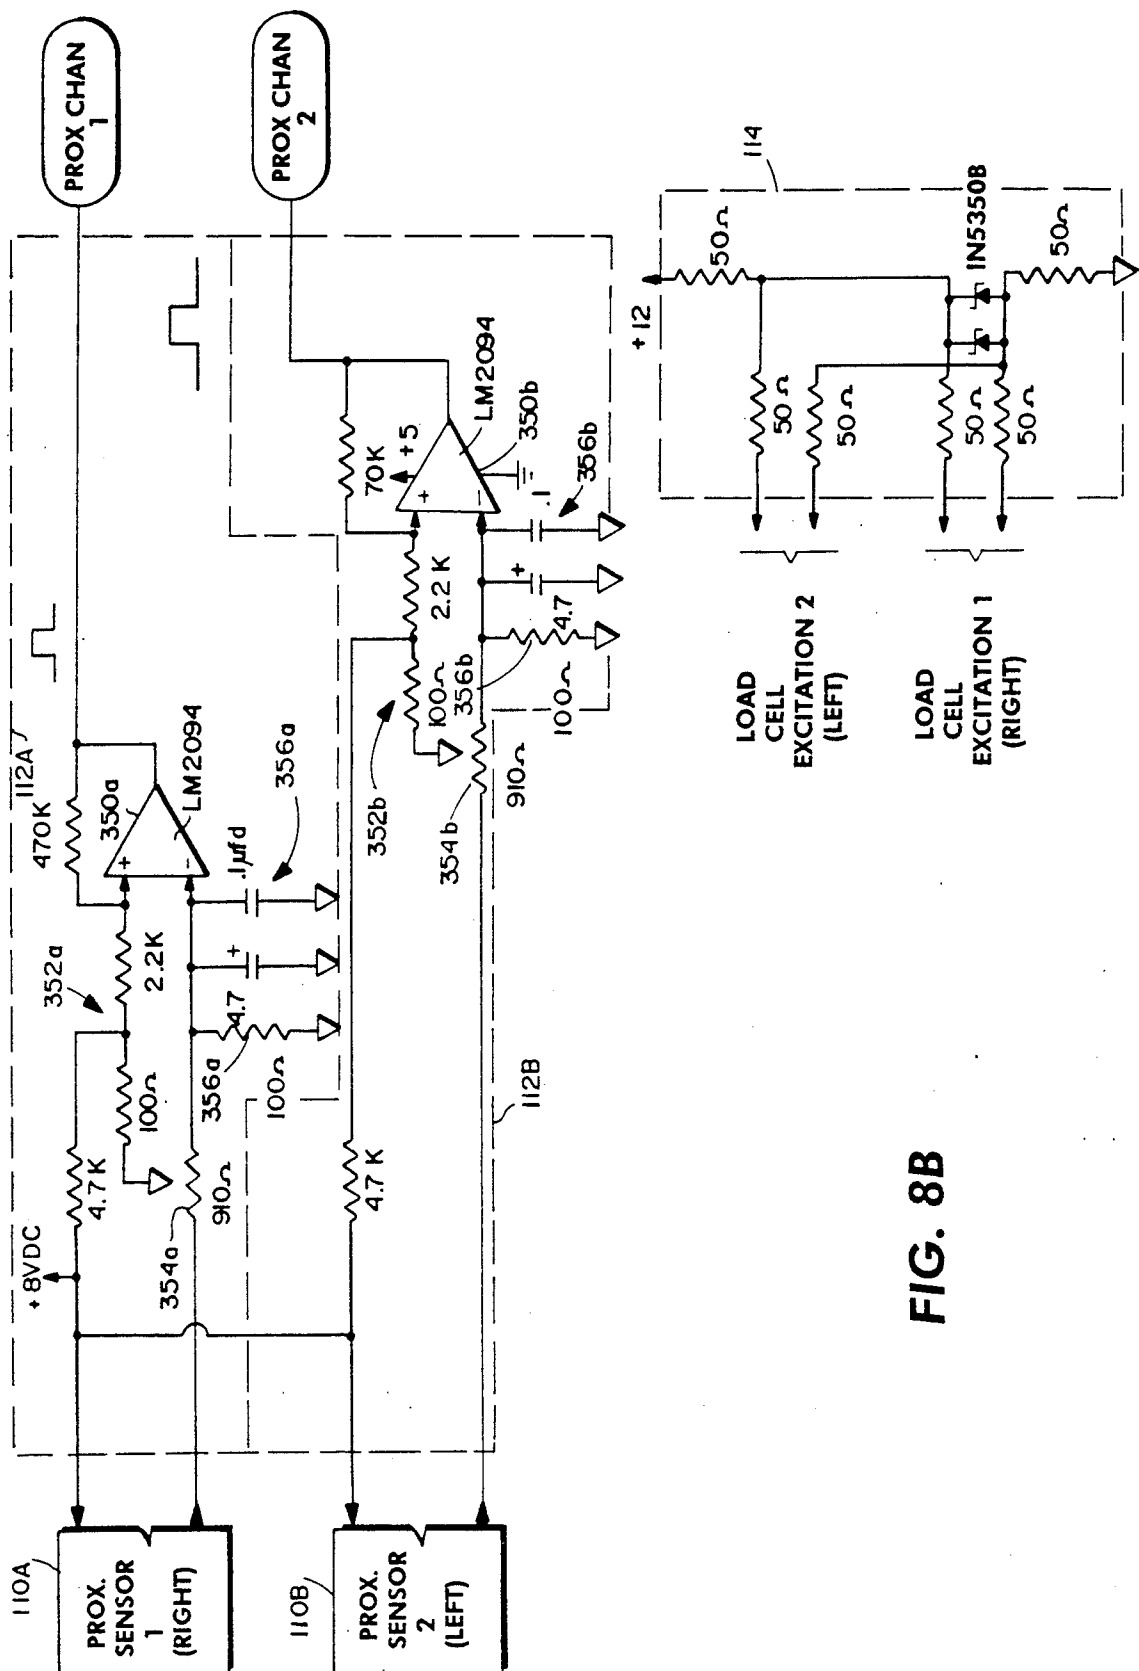 PROX CHAN
1
PROX CHAN
2
112A
350a
470K
LM2094
352a
2.2K
4.7K
100Ω
+8VDC
354a
910Ω
356a
4.7
100Ω
+
-
+
.1µfd
356a
70K
+5
LM2094
350b
+
-
2.2K
.1
356b
+
4.7
356b
100Ω
100Ω
352b
354b
910Ω
4.7K
112B
110A
PROX.
SENSOR
1
(RIGHT)
110B
PROX.
SENSOR
2
(LEFT)
114
+12
50Ω
50Ω
50Ω
IN5350B
50Ω
50Ω
50Ω
LOAD
CELL
EXCITATION 2
(LEFT)
LOAD
CELL
EXCITATION 1
(RIGHT)
FIG. 8B